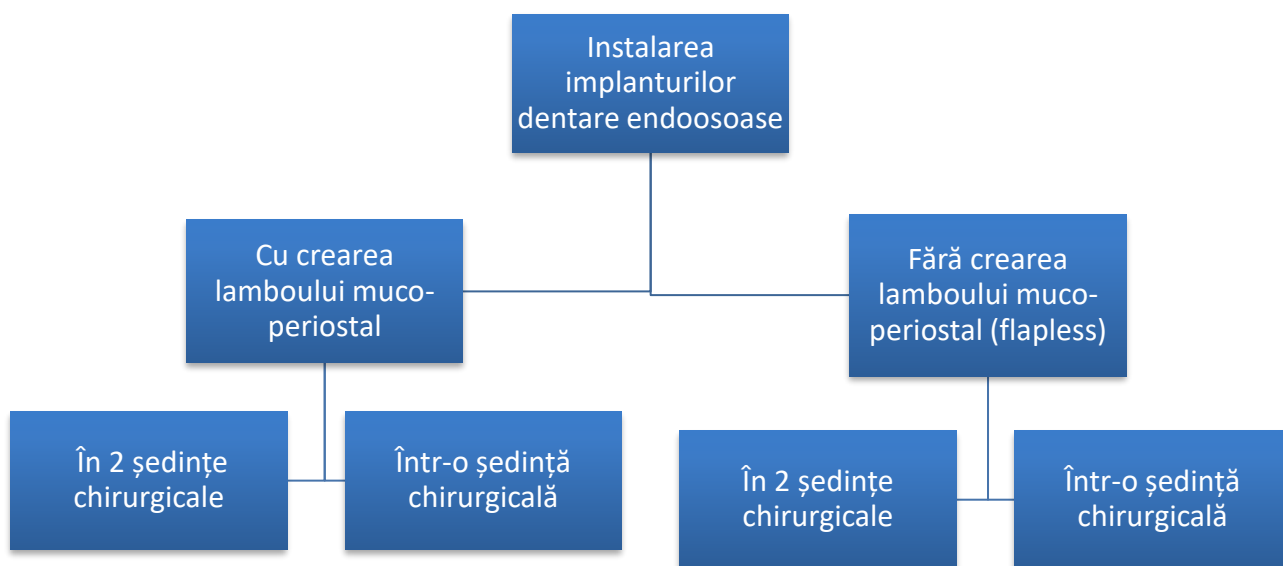 Instalarea
implanturilor
dentare endoosoase
Cu crearea
lamboului muco-
periostal
Fără crearea
lamboului muco-
periostal (flapless)
În 2 ședințe
chirurgicale
Într-o ședință
chirurgicală
În 2 ședințe
chirurgicale
Într-o ședință
chirurgicală